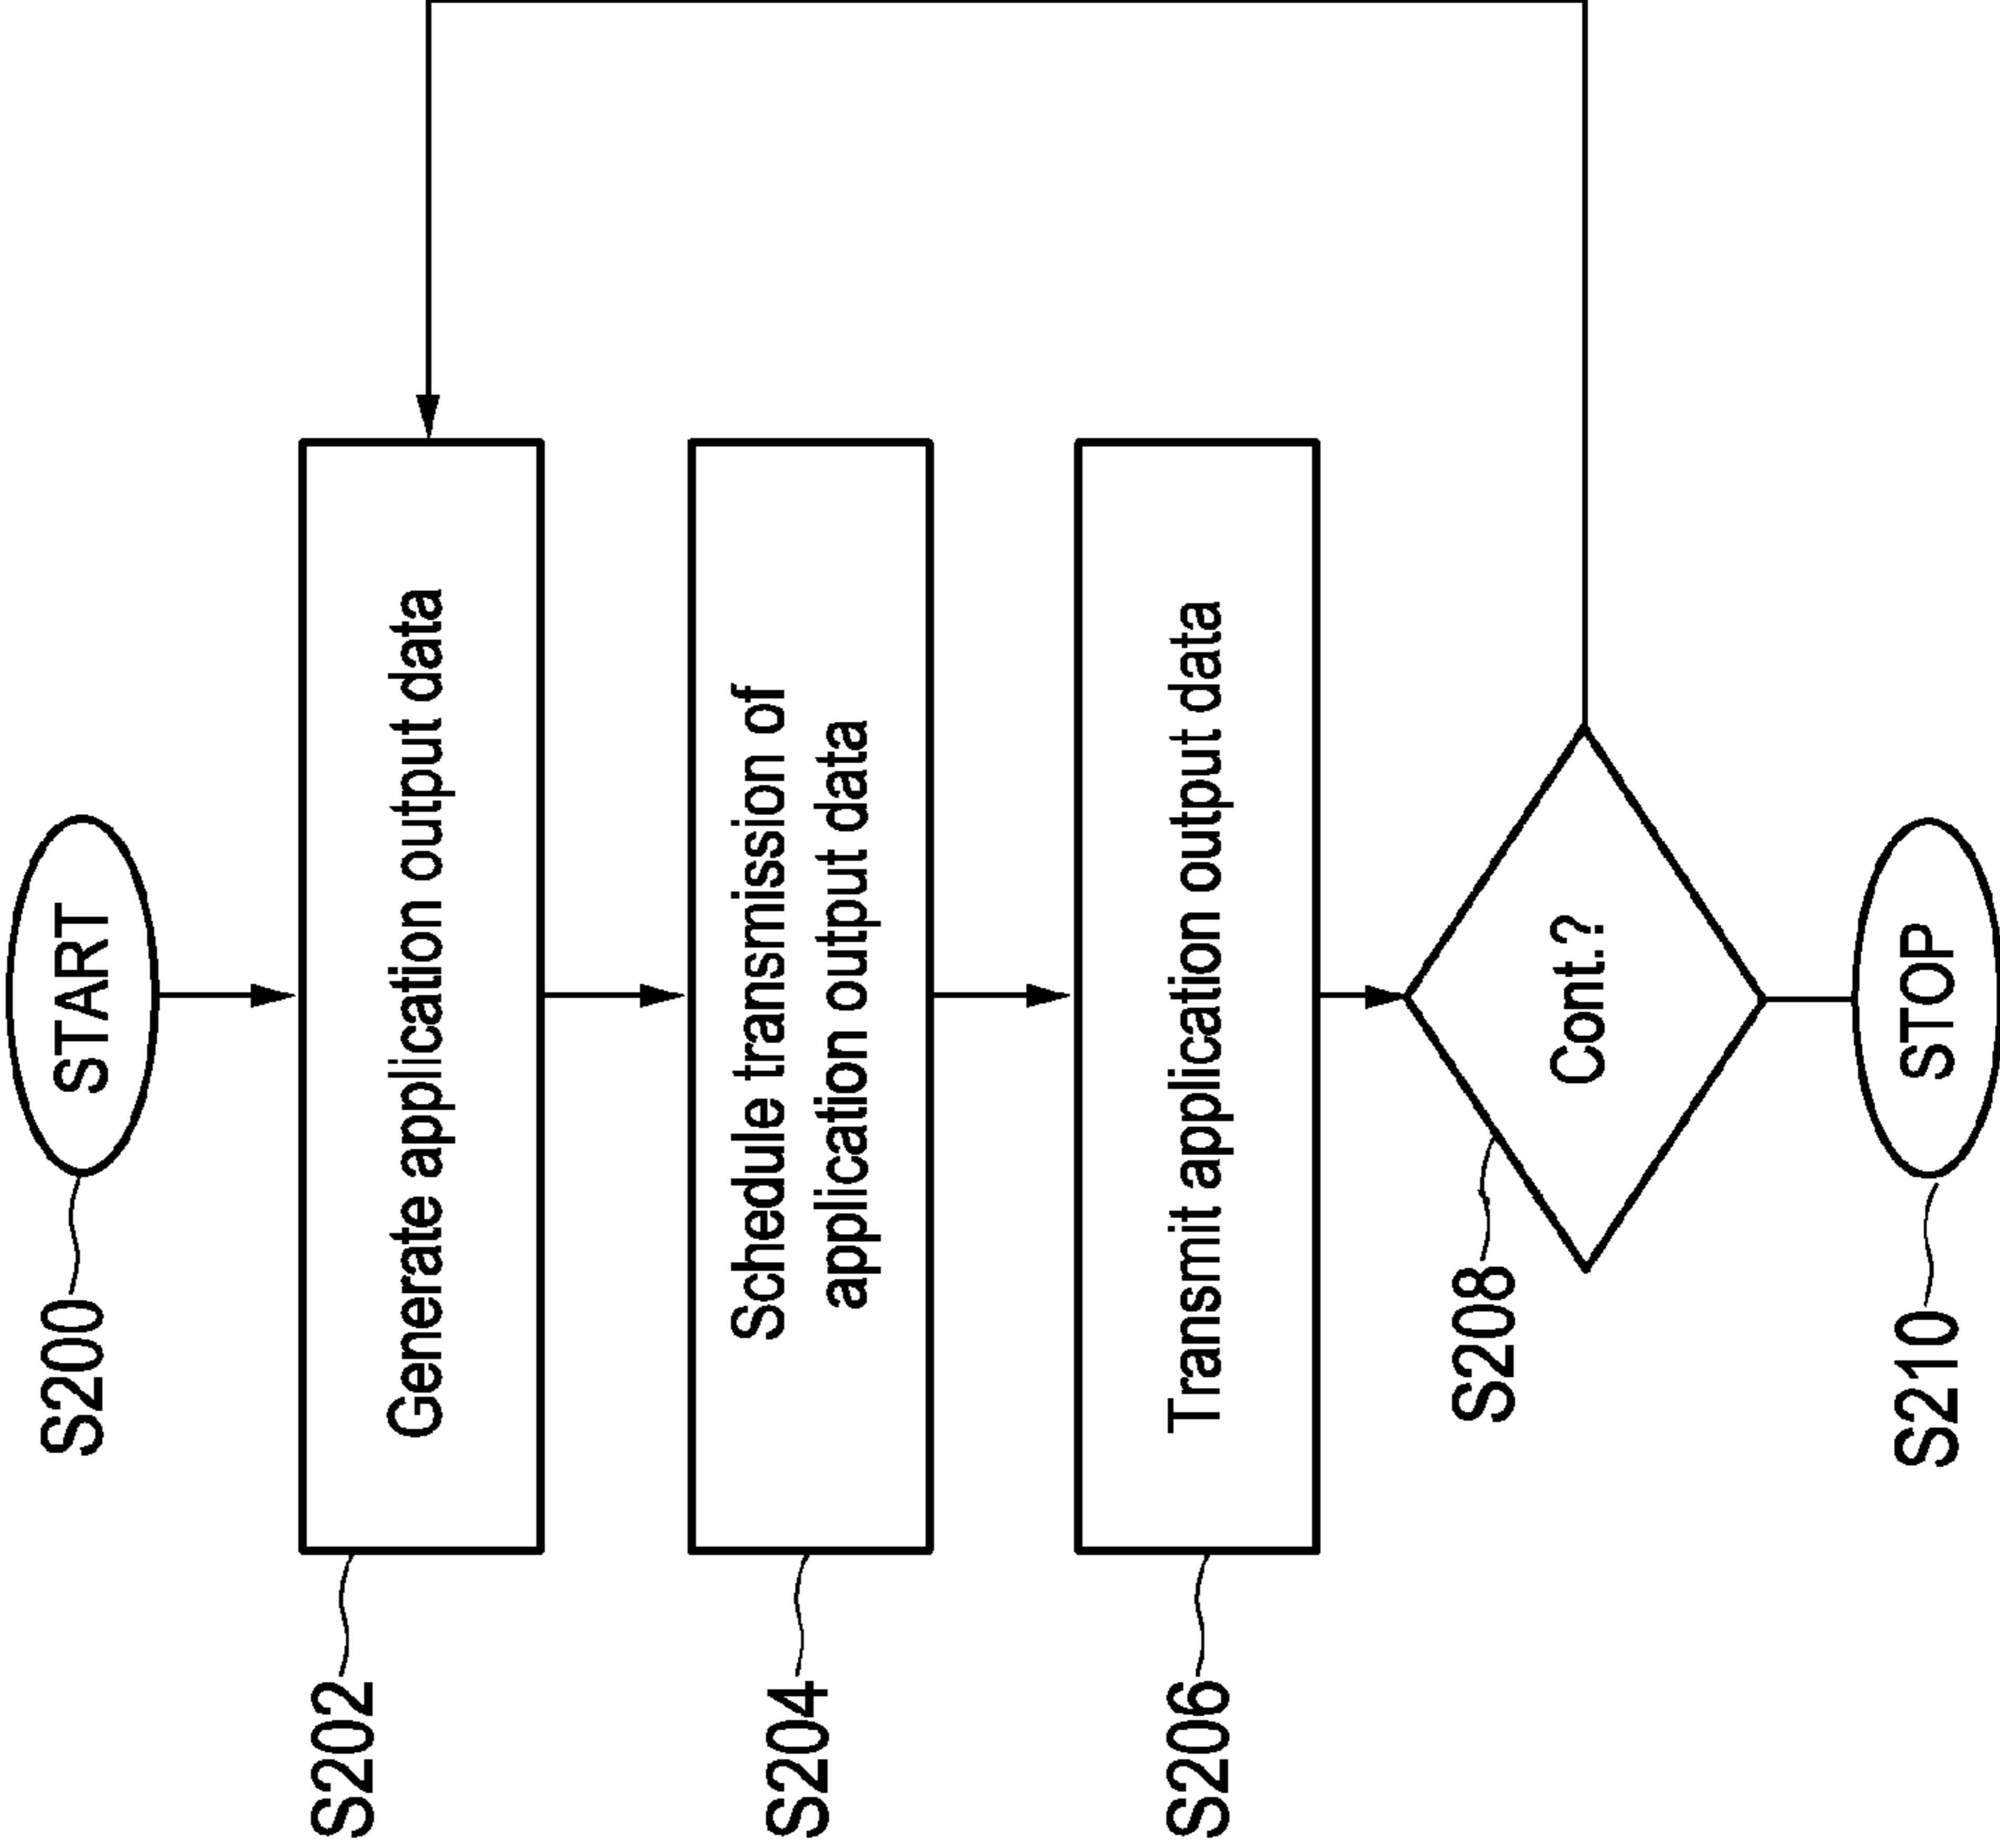 S200
START
S202
Generate application output data
S204
Schedule transmission of
application output data
S206
Transmit application output data
S208
Cont.?
S210
STOP